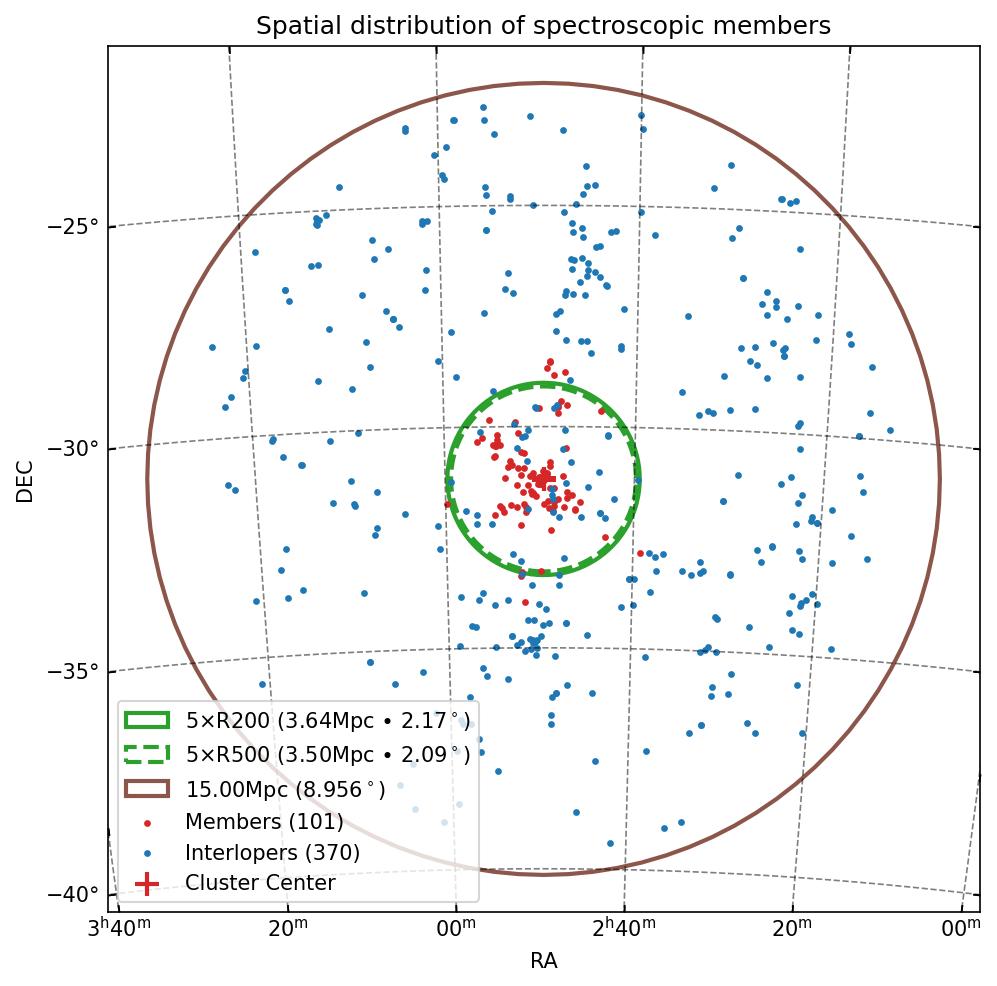 Spatial distribution of spectroscopic members
−25°
−30°
DEC
−35°
−40°
5×R200 (3.64Mpc • 2.17°)
5×R500 (3.50Mpc • 2.09°)
15.00Mpc (8.956°)
Members (101)
Interlopers (370)
Cluster Center
3h40m 20m 00m 2h40m 20m 00m
RA